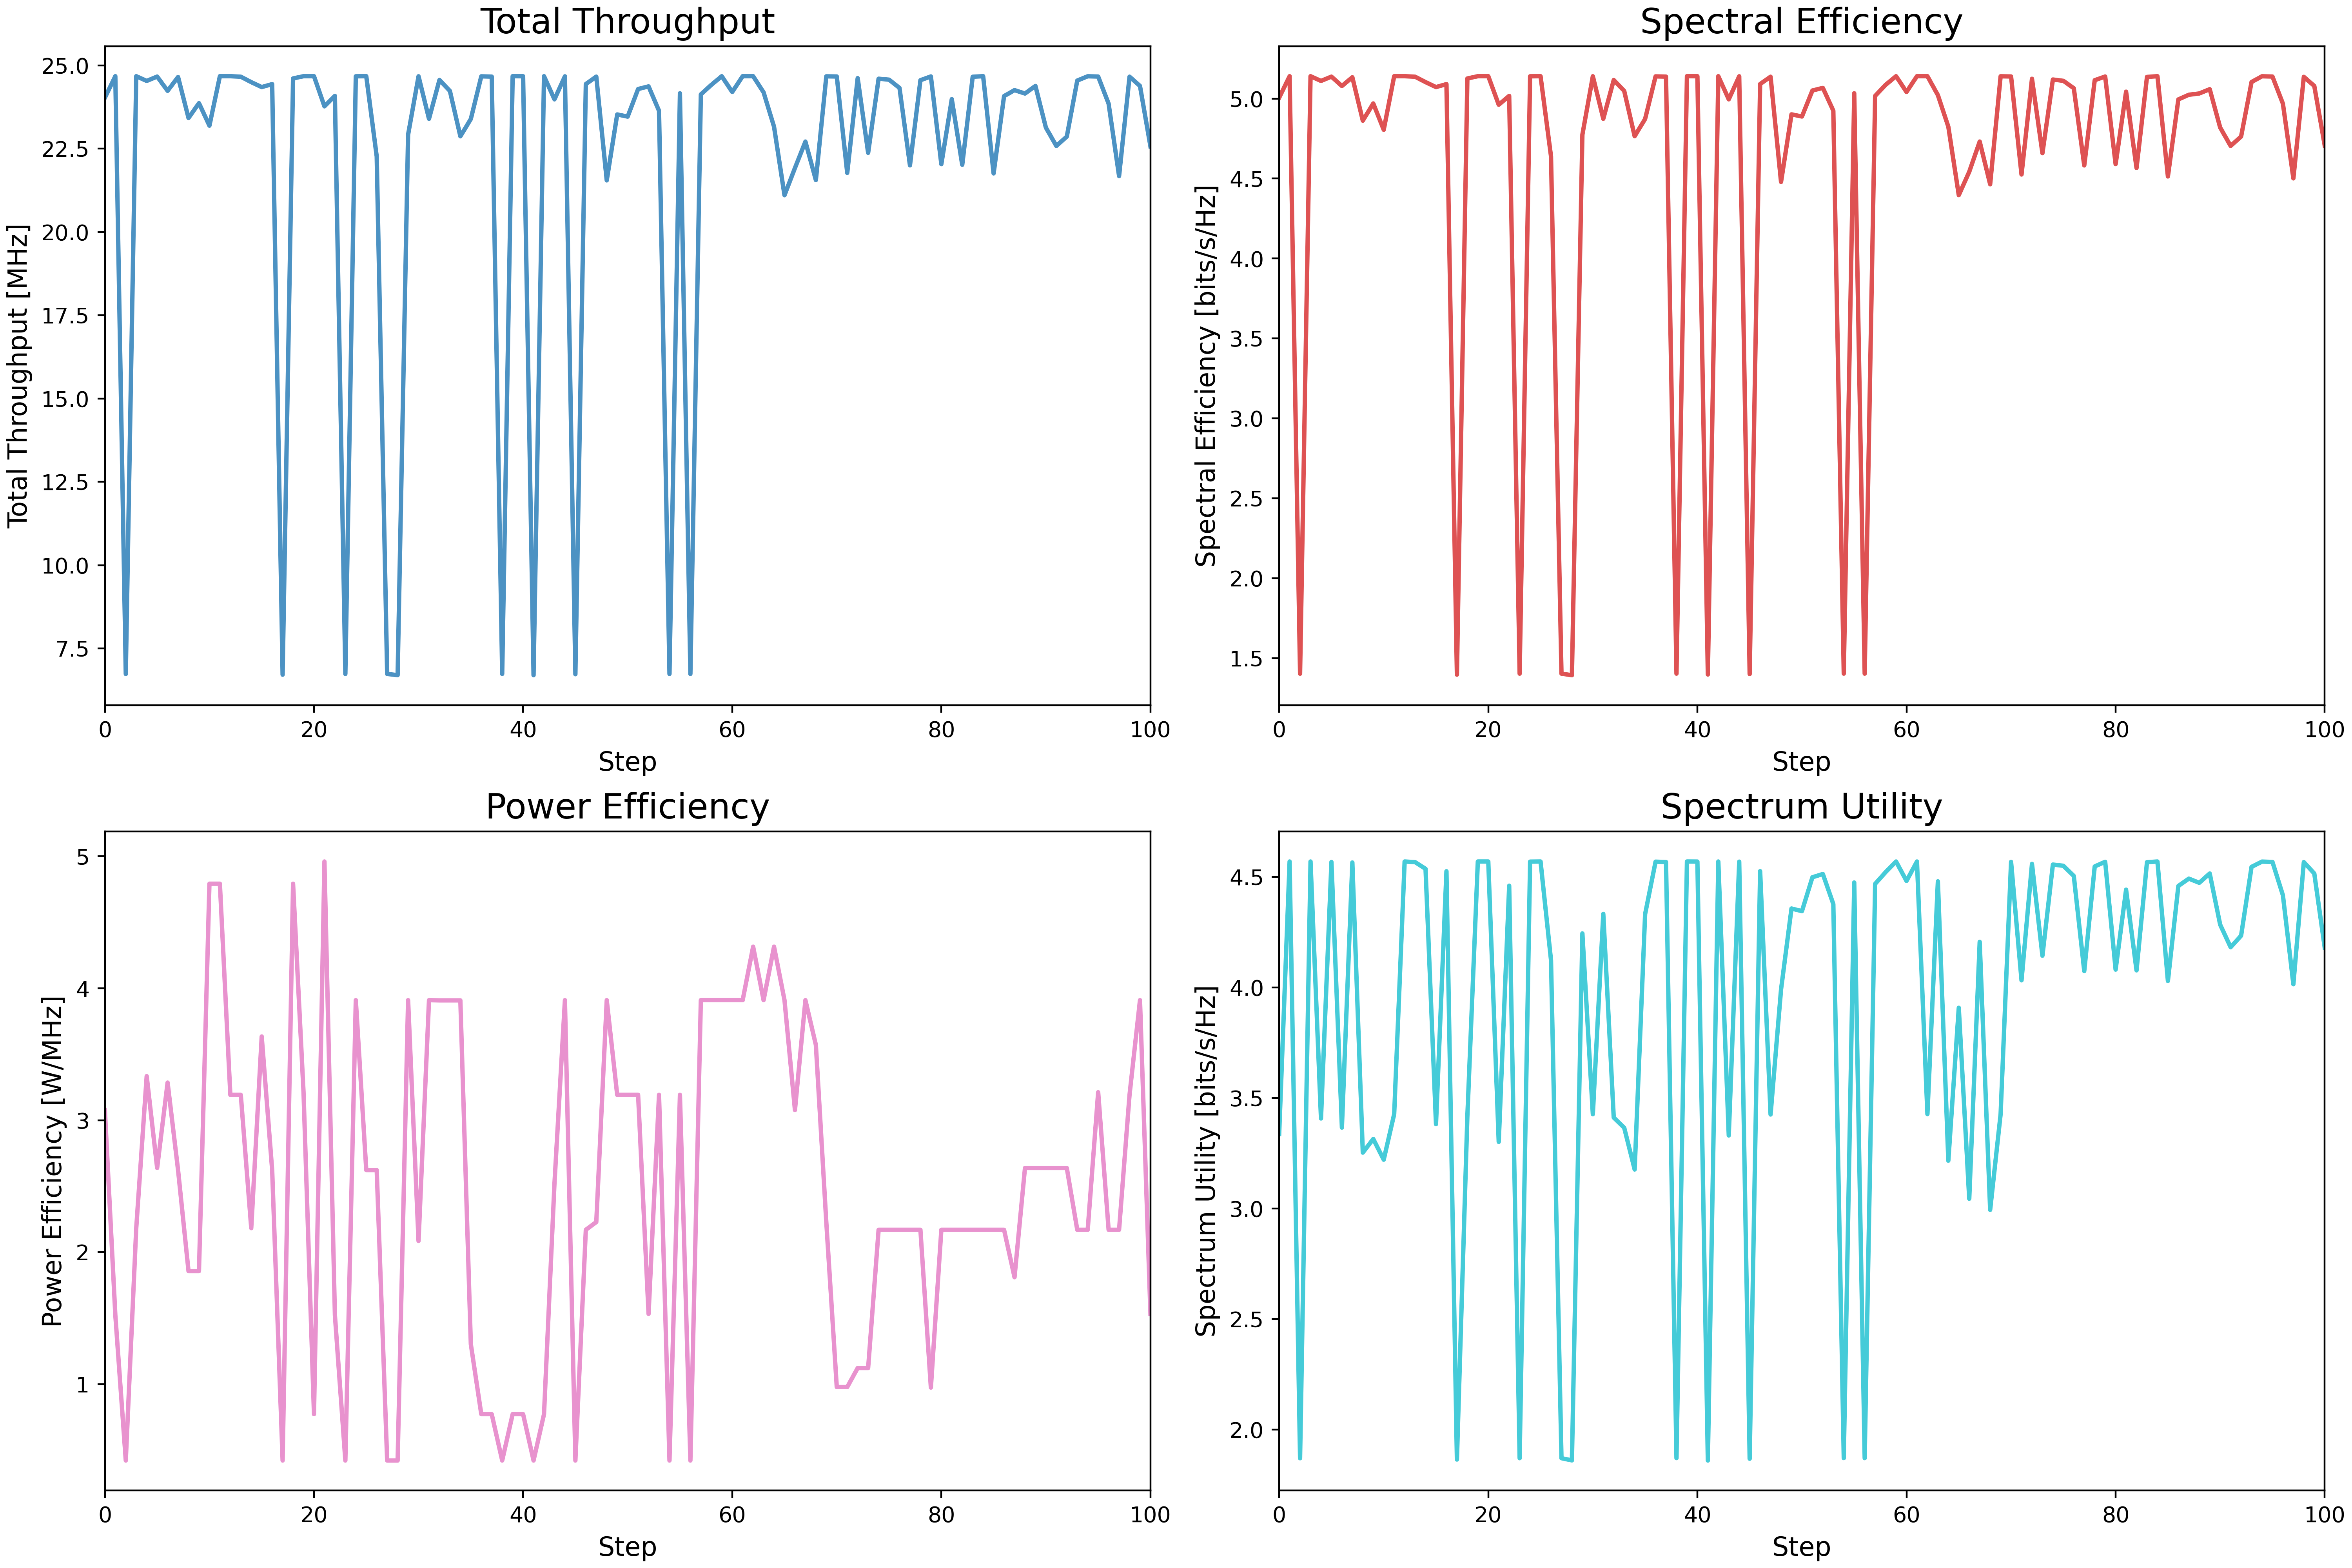 Total Throughput
Total Throughput [MHz]
25.0
22.5
20.0
17.5
15.0
12.5
10.0
7.5
0 20 40 60 80 100
Step
Spectral Efficiency
Spectral Efficiency [bits/s/Hz]
5.0
4.5
4.0
3.5
3.0
2.5
2.0
1.5
0 20 40 60 80 100
Step
Power Efficiency
Power Efficiency [W/MHz]
5
4
3
2
1
0 20 40 60 80 100
Step
Spectrum Utility
Spectrum Utility [bits/s/Hz]
4.5
4.0
3.5
3.0
2.5
2.0
0 20 40 60 80 100
Step